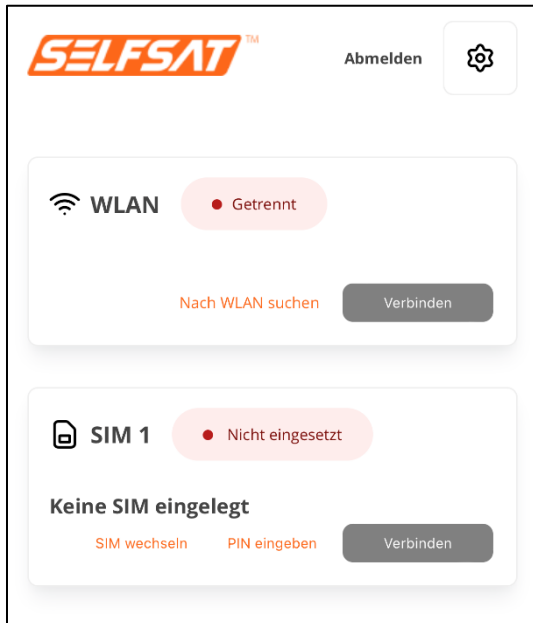 SELFSAT™
Abmelden
WLAN
Getrennt
Nach WLAN suchen
Verbinden
SIM 1
Nicht eingesetzt
Keine SIM eingelegt
SIM wechseln
PIN eingeben
Verbinden